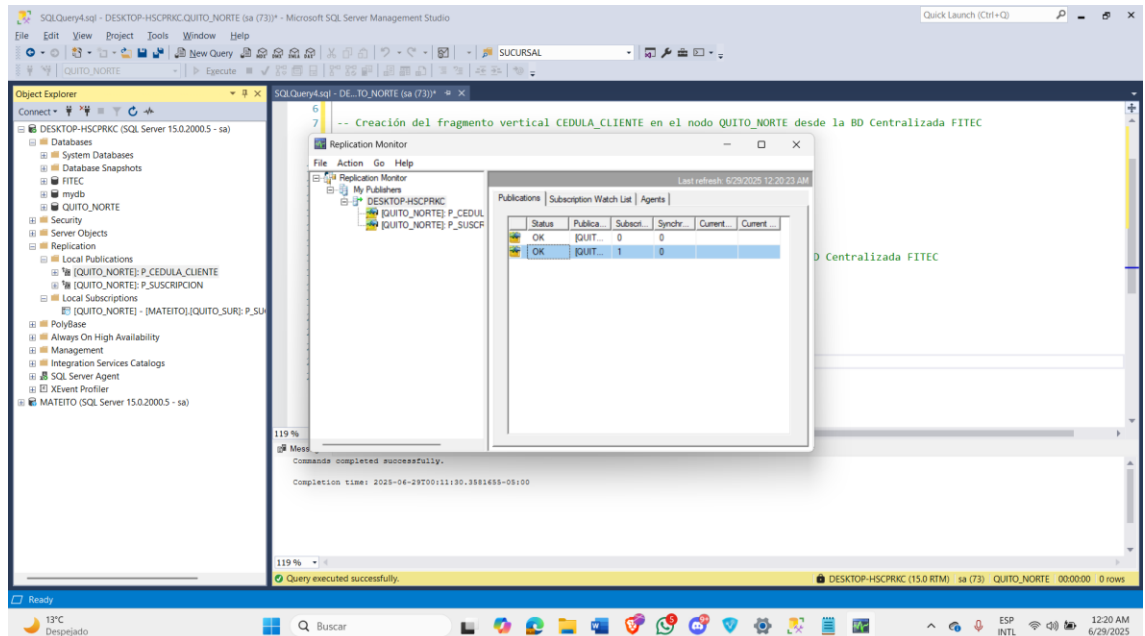 SQLQuery4.sql - DESKTOP-HSCPRKC.QUITO_NORTE (sa (73))* - Microsoft SQL Server Management Studio
Quick Launch (Ctrl+Q)
File Edit View Project Tools Window Help
New Query
SUCURSAL
QUITO_NORTE
Execute
Object Explorer
Connect
DESKTOP-HSCPRKC (SQL Server 15.0.2000.5 - sa)
Databases
System Databases
Database Snapshots
FITEC
mydb
QUITO_NORTE
Security
Server Objects
Replication
Local Publications
[QUITO_NORTE]: P_CEDULA_CLIENTE
[QUITO_NORTE]: P_SUSCRIPCION
Local Subscriptions
[QUITO_NORTE] - [MATEITO].[QUITO_SUR]: P_SU
PolyBase
Always On High Availability
Management
Integration Services Catalogs
SQL Server Agent
XEvent Profiler
MATEITO (SQL Server 15.0.2000.5 - sa)
SQLQuery4.sql - DE...TO_NORTE (sa (73))*
6
7 -- Creación del fragmento vertical CEDULA_CLIENTE en el nodo QUITO_NORTE desde la BD Centralizada FITEC
D Centralizada FITEC
Replication Monitor
File Action Go Help
Replication Monitor
My Publishers
DESKTOP-HSCPRKC
[QUITO_NORTE]: P_CEDUL
[QUITO_NORTE]: P_SUSCR
Last refresh: 6/29/2025 12:20:23 AM
Publications Subscription Watch List Agents
Status Publica... Subscri... Synchr... Current... Current ...
OK [QUIT... 0 0
OK [QUIT... 1 0
119 %
Mess
Commands completed successfully.
Completion time: 2025-06-29T00:11:30.3581655-05:00
119 %
Query executed successfully.
DESKTOP-HSCPRKC (15.0 RTM) sa (73) QUITO_NORTE 00:00:00 0 rows
Ready
13°C
Despejado
Buscar
ESP
INTL
12:20 AM
6/29/2025